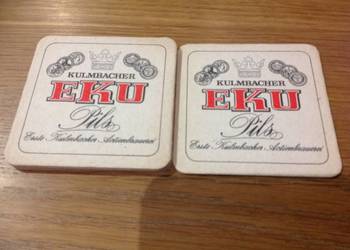 KULMBACHER
EKU
Pils
Erste Kulmbacher Actienbrauerei
KULMBACHER
EKU
Pils
Erste Kulmbacher Actienbrauerei